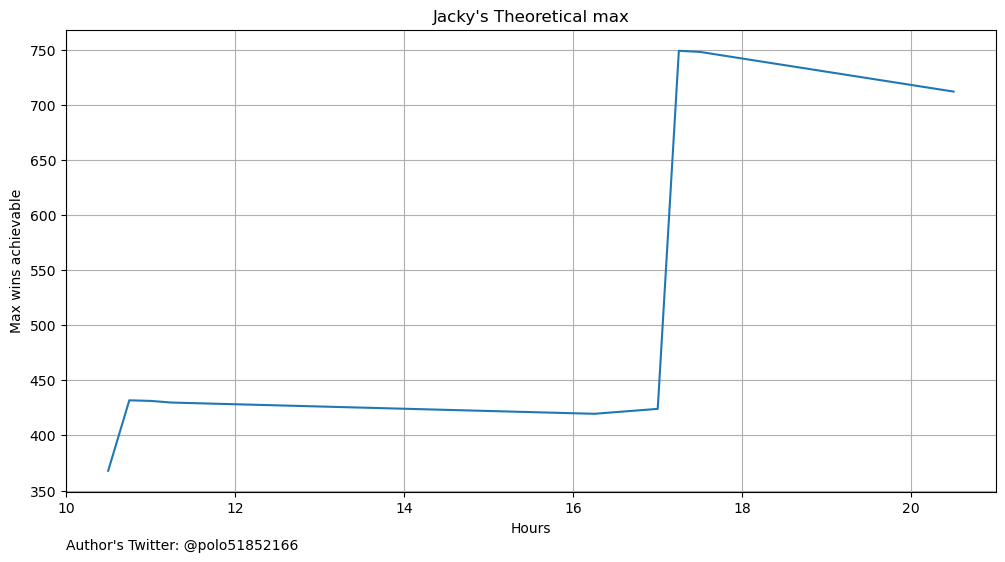 Jacky's Theoretical max
Max wins achievable
750
700
650
600
550
500
450
400
350
10 12 14 16 18 20
Hours
Author's Twitter: @polo51852166